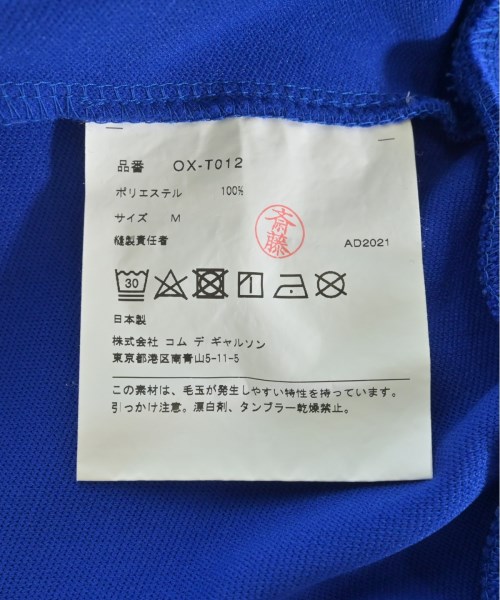 品番 OX-T012
ポリエステル 100%
サイズ M
縫製責任者
斎藤
AD2021
30
1
日本製
株式会社 コム デ ギャルソン
東京都港区南青山5-11-5
この素材は、毛玉が発生しやすい特性を持っています。
引っかけ注意。漂白剤、タンブラー乾燥禁止。